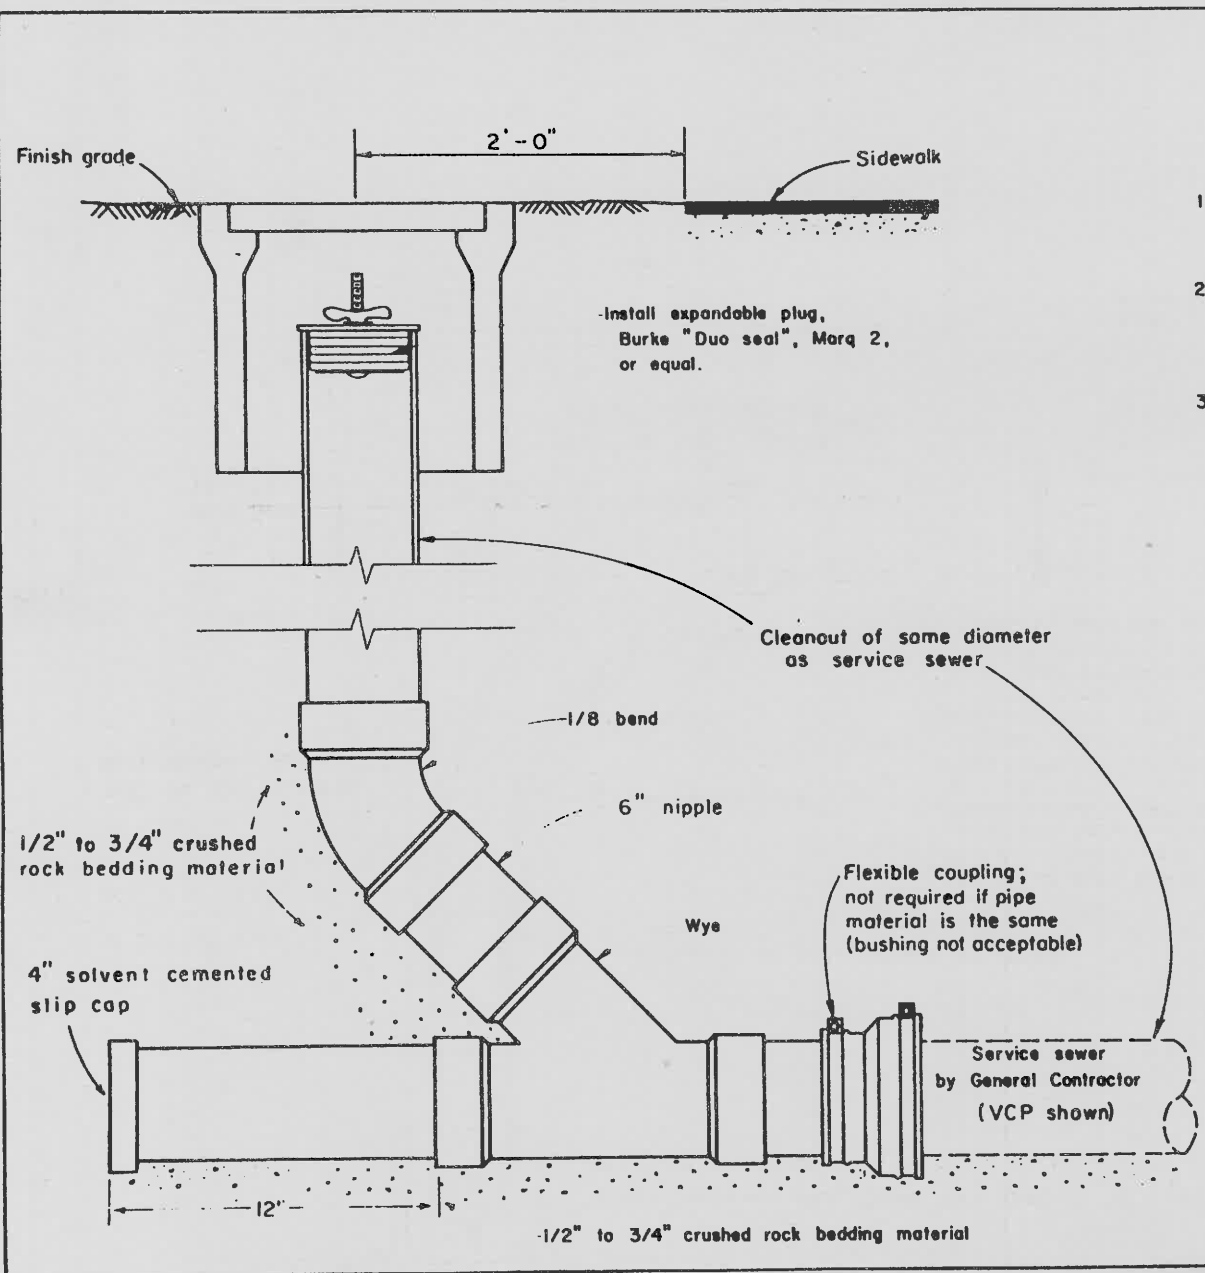 2'-0"
Finish grade
Sidewalk
1
2
3
-Install expandable plug,
Burke "Duo seal", Marq 2,
or equal.
Cleanout of same diameter
as service sewer
1/8 bend
6" nipple
1/2" to 3/4" crushed
rock bedding material
Wye
Flexible coupling;
not required if pipe
material is the same
(bushing not acceptable)
4" solvent cemented
slip cap
Service sewer
by General Contractor
(VCP shown)
12"
1/2" to 3/4" crushed rock bedding material